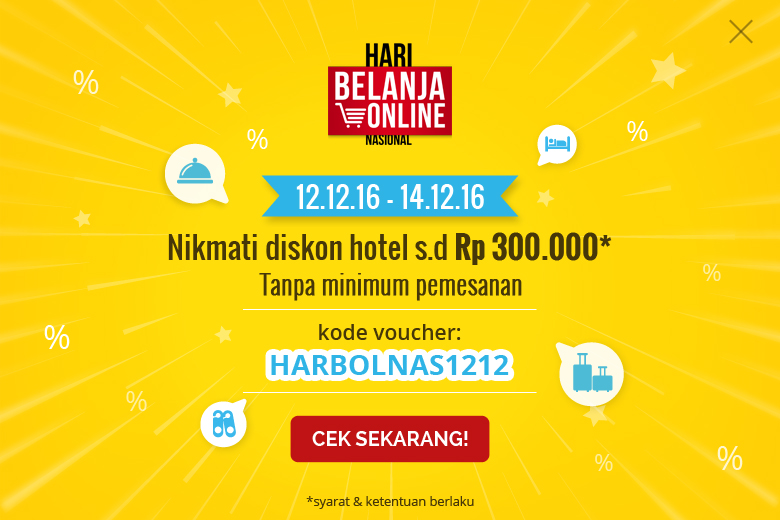 HARI
BELANJA
ONLINE
NASIONAL
12.12.16 - 14.12.16
Nikmati diskon hotel s.d Rp 300.000*
Tanpa minimum pemesanan
kode voucher:
HARBOLNAS1212
CEK SEKARANG!
*syarat & ketentuan berlaku